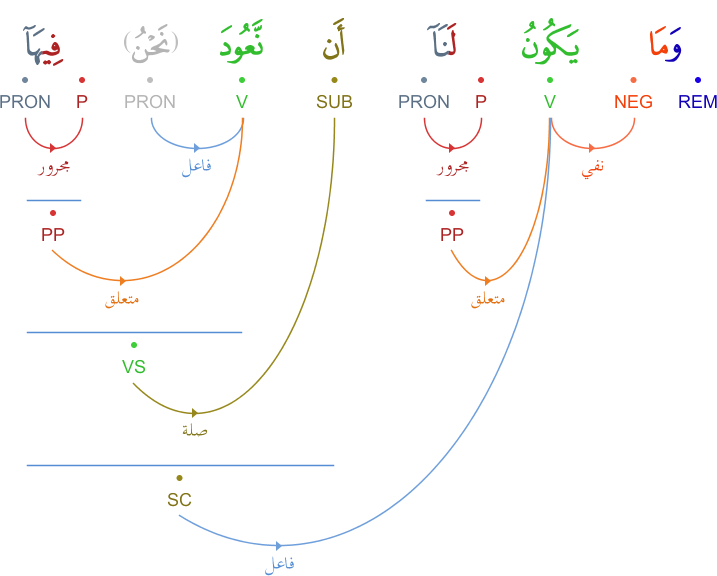 وَمَا يَكُونُ لَنَآ أَن نَّعُودَ (نَحْنُ) فِيهَآ
REM NEG V P PRON SUB V PRON P PRON
نفي مجرور فاعل مجرور
PP PP
متعلق متعلق
VS
صلة
SC
فاعل